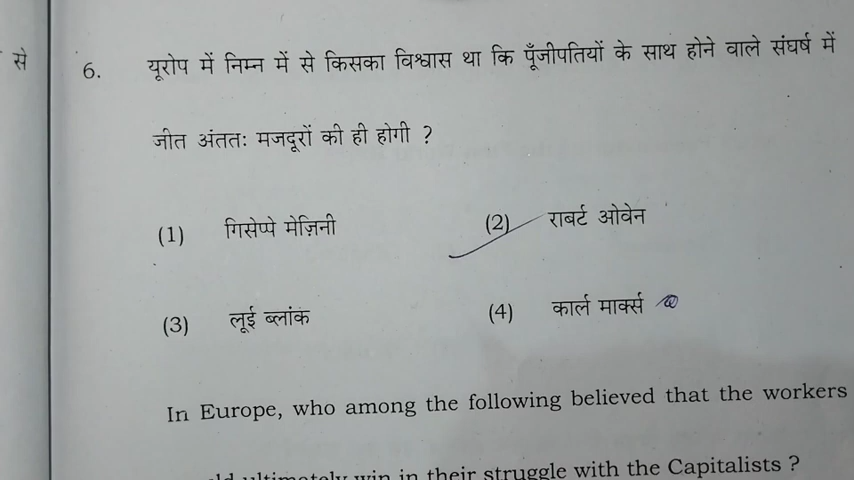 से
6. यूरोप में निम्न में से किसका विश्वास था कि पूँजीपतियों के साथ होने वाले संघर्ष में
जीत अंततः मजदूरों की ही होगी ?
(1) गिसेप्पे मेज़िनी (2) राबर्ट ओवेन
(3) लूई ब्लांक (4) कार्ल मार्क्स
In Europe, who among the following believed that the workers
ultimately win in their struggle with the Capitalists ?